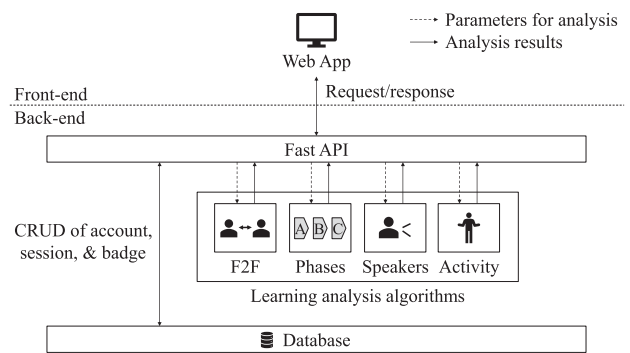 Parameters for analysis
Analysis results
Web App
Front-end
Request/response
Back-end
Fast API
CRUD of account,
session, & badge
A B C
F2F Phases Speakers Activity
Learning analysis algorithms
Database